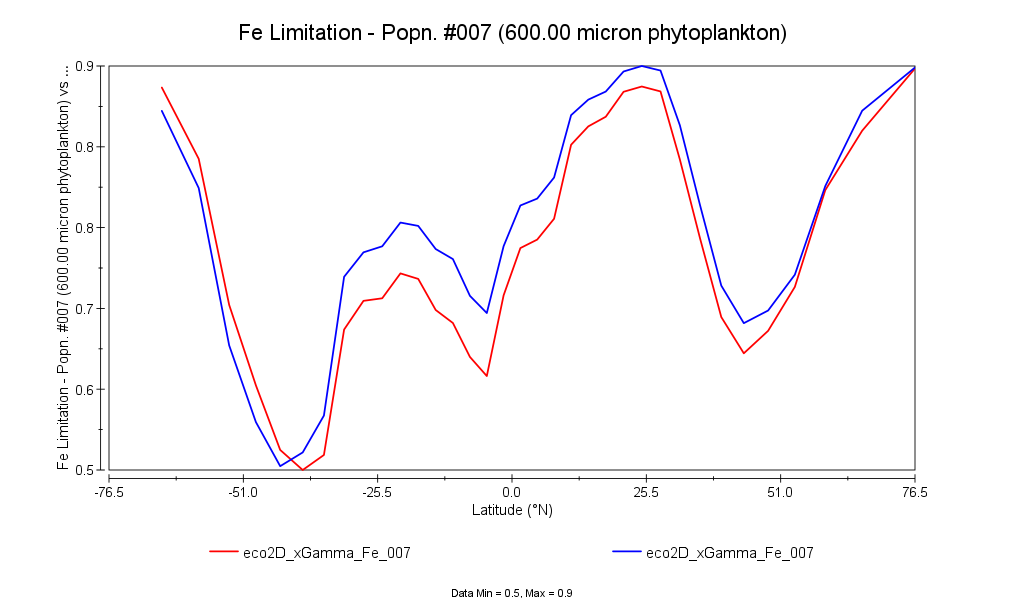 Fe Limitation - Popn. #007 (600.00 micron phytoplankton)
Fe Limitation - Popn. #007 (600.00 micron phytoplankton) vs ...
0.9
0.8
0.8
0.7
0.6
0.5
-76.5 -51.0 -25.5 0.0 25.5 51.0 76.5
Latitude (°N)
eco2D_xGamma_Fe_007 eco2D_xGamma_Fe_007
Data Min = 0.5, Max = 0.9